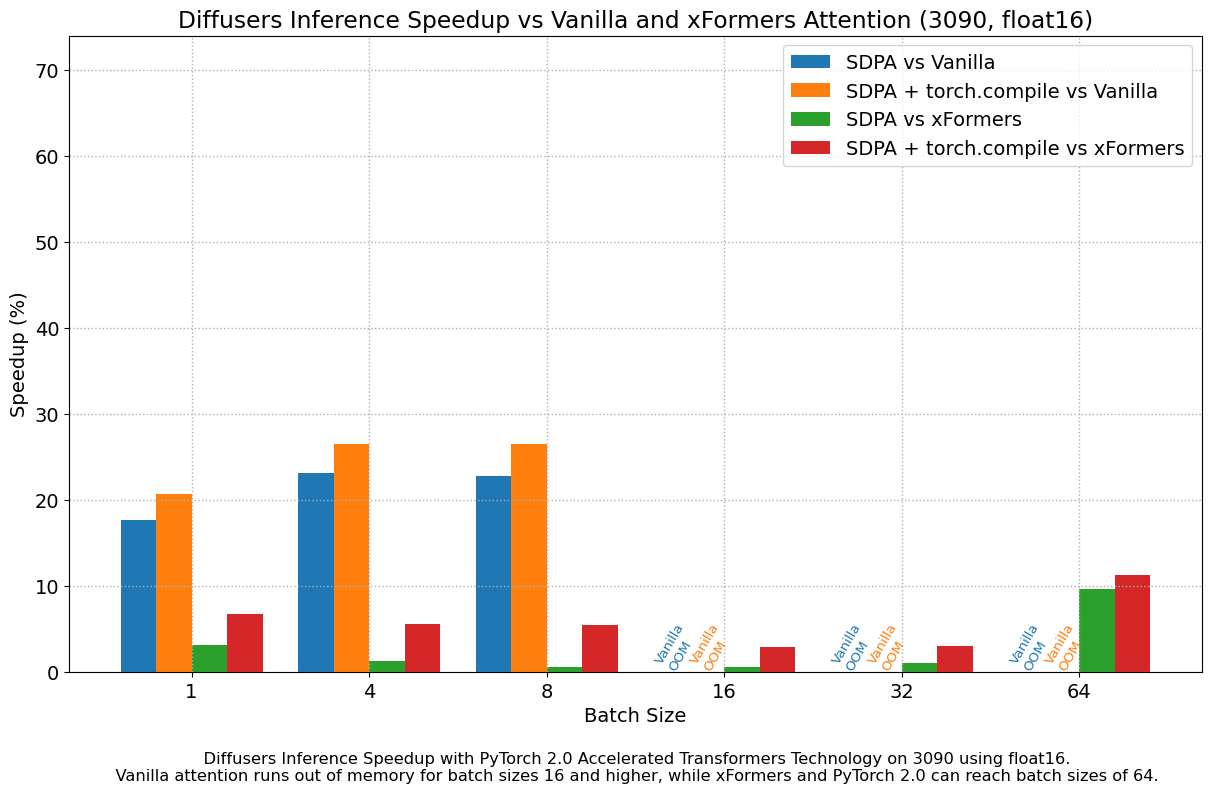 Diffusers Inference Speedup vs Vanilla and xFormers Attention (3090, float16)
SDPA vs Vanilla
SDPA + torch.compile vs Vanilla
SDPA vs xFormers
SDPA + torch.compile vs xFormers
Speedup (%)
70
60
50
40
30
20
10
0
Vanilla
OOM
Vanilla
OOM
Vanilla
OOM
Vanilla
OOM
Vanilla
OOM
Vanilla
OOM
1 4 8 16 32 64
Batch Size
Diffusers Inference Speedup with PyTorch 2.0 Accelerated Transformers Technology on 3090 using float16.
Vanilla attention runs out of memory for batch sizes 16 and higher, while xFormers and PyTorch 2.0 can reach batch sizes of 64.